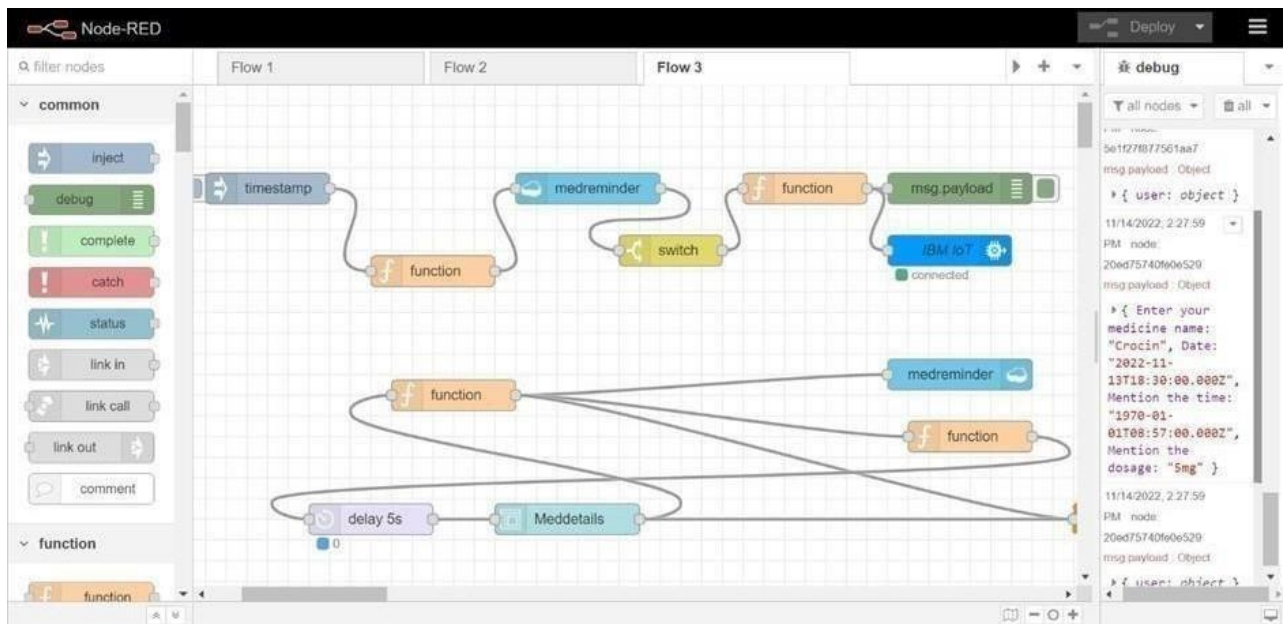 Node-RED
Deploy
filter nodes
Flow 1
Flow 2
Flow 3
debug
common
all nodes
all
inject
debug
complete
catch
status
link in
link call
link out
comment
function
function
timestamp
function
medreminder
switch
function
msg.payload
IBM IoT
connected
function
medreminder
function
delay 5s
0
Meddetails
5e1f27f877561aa7
msg.payload : Object
{ user: object }
11/14/2022, 2:27:59
PM node:
20ed75740fe0e529
msg.payload : Object
{ Enter your
medicine name:
"Crocin", Date:
"2022-11-
13T18:30:00.000Z",
Mention the time:
"1970-01-
01T08:57:00.000Z",
Mention the
dosage: "5mg" }
11/14/2022, 2:27:59
PM node:
20ed75740fe0e529
msg.payload : Object
{ user: object }